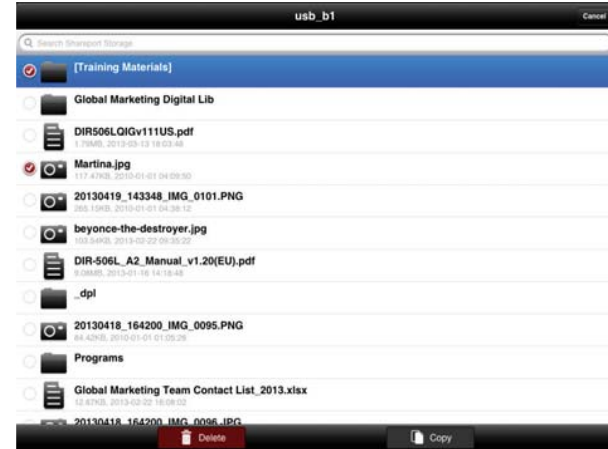 usb_b1
Cancel
Search Shareport Storage
[Training Materials]
Global Marketing Digital Lib
DIR506LQIGv111US.pdf
1.79MB, 2013-03-13 18:03:48
Martina.jpg
117.47KB, 2010-01-01 04:09:50
20130419_143348_IMG_0101.PNG
265.15KB, 2010-01-01 04:38:12
beyonce-the-destroyer.jpg
103.54KB, 2013-02-22 09:35:22
DIR-506L_A2_Manual_v1.20(EU).pdf
9.08MB, 2013-01-16 14:18:48
_dpl
20130418_164200_IMG_0095.PNG
84.42KB, 2010-01-01 01:05:28
Programs
Global Marketing Team Contact List_2013.xlsx
12.67KB, 2013-02-22 16:08:02
20130418_164200_IMG_0096.JPG
Delete
Copy